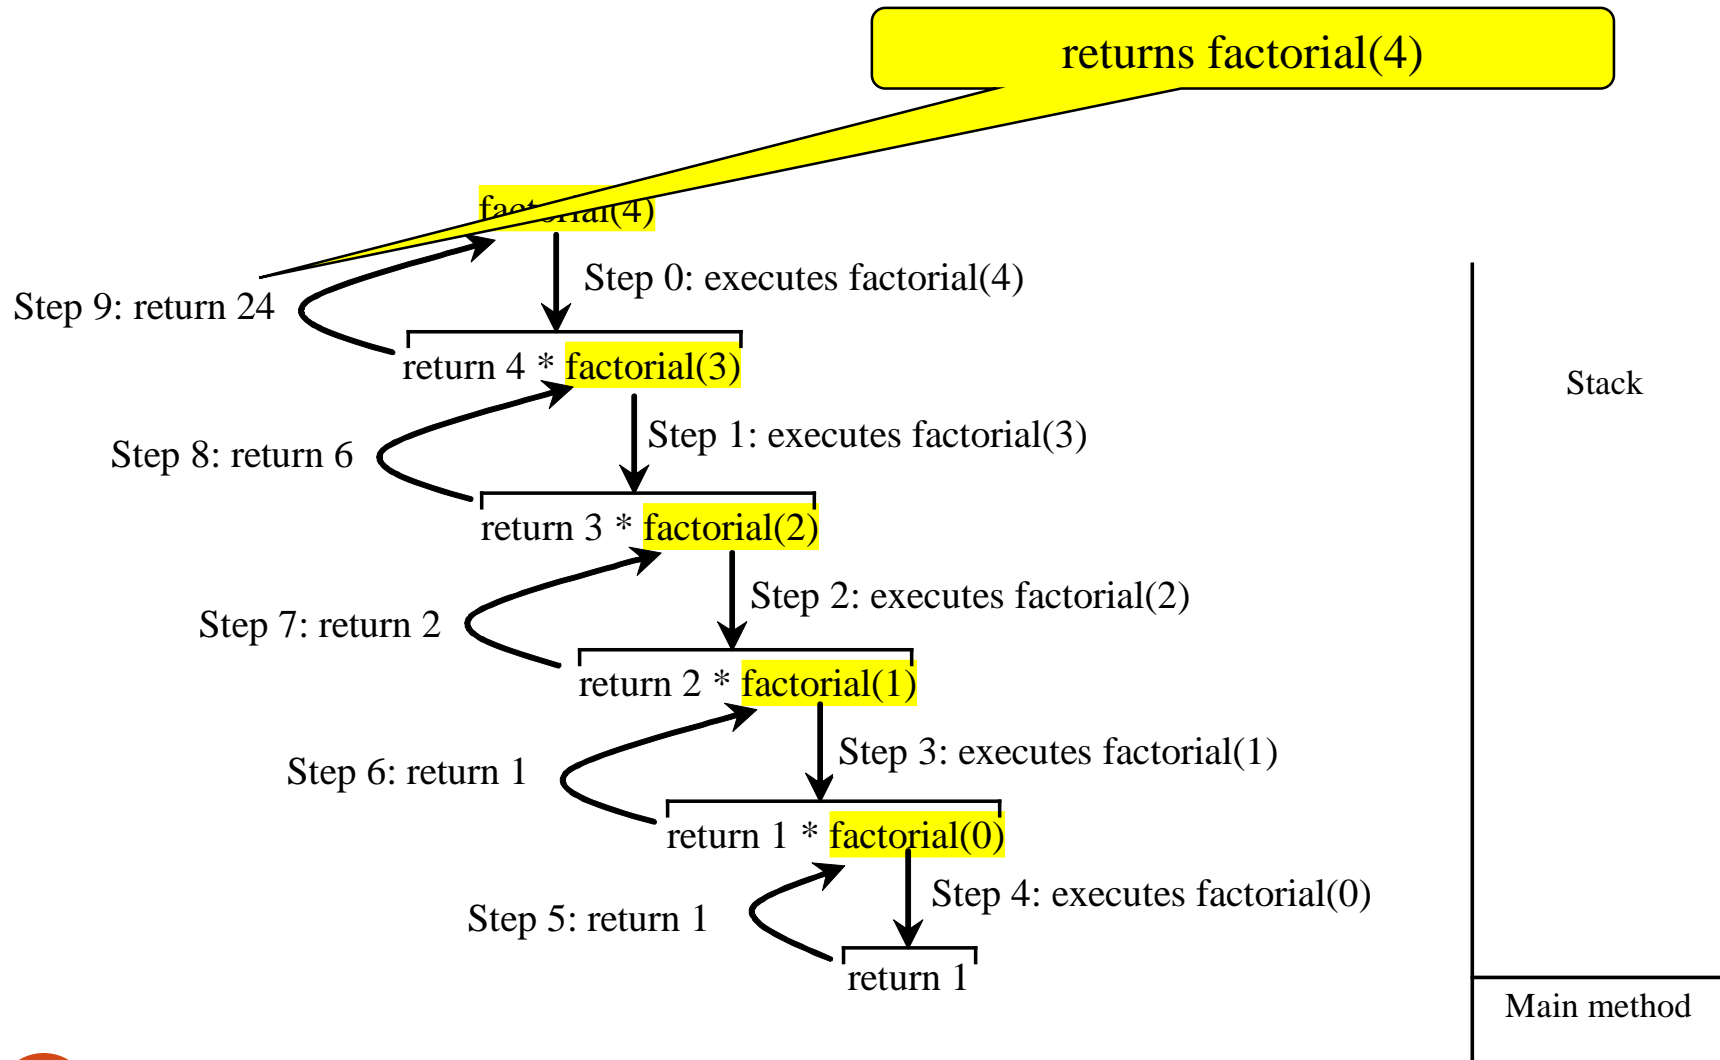 returns factorial(4)
factorial(4)
Step 0: executes factorial(4)
Step 9: return 24
return 4 * factorial(3)
Stack
Step 1: executes factorial(3)
Step 8: return 6
return 3 * factorial(2)
Step 2: executes factorial(2)
Step 7: return 2
return 2 * factorial(1)
Step 3: executes factorial(1)
Step 6: return 1
return 1 * factorial(0)
Step 4: executes factorial(0)
Step 5: return 1
return 1
Main method